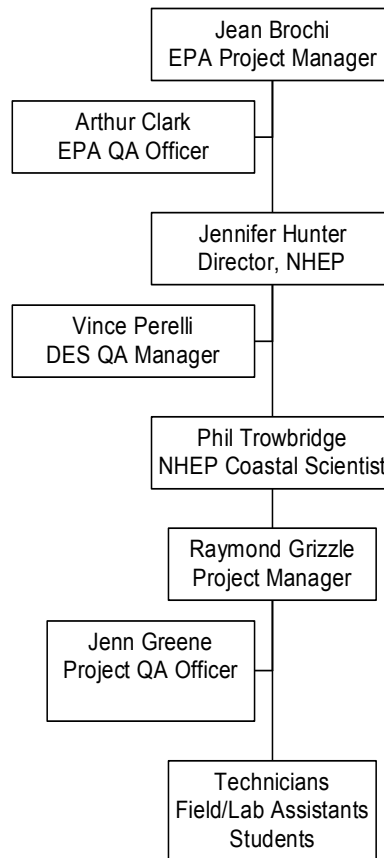 Jean Brochi
EPA Project Manager
Arthur Clark
EPA QA Officer
Jennifer Hunter
Director, NHEP
Vince Perelli
DES QA Manager
Phil Trowbridge
NHEP Coastal Scientist
Raymond Grizzle
Project Manager
Jenn Greene
Project QA Officer
Technicians
Field/Lab Assistants
Students